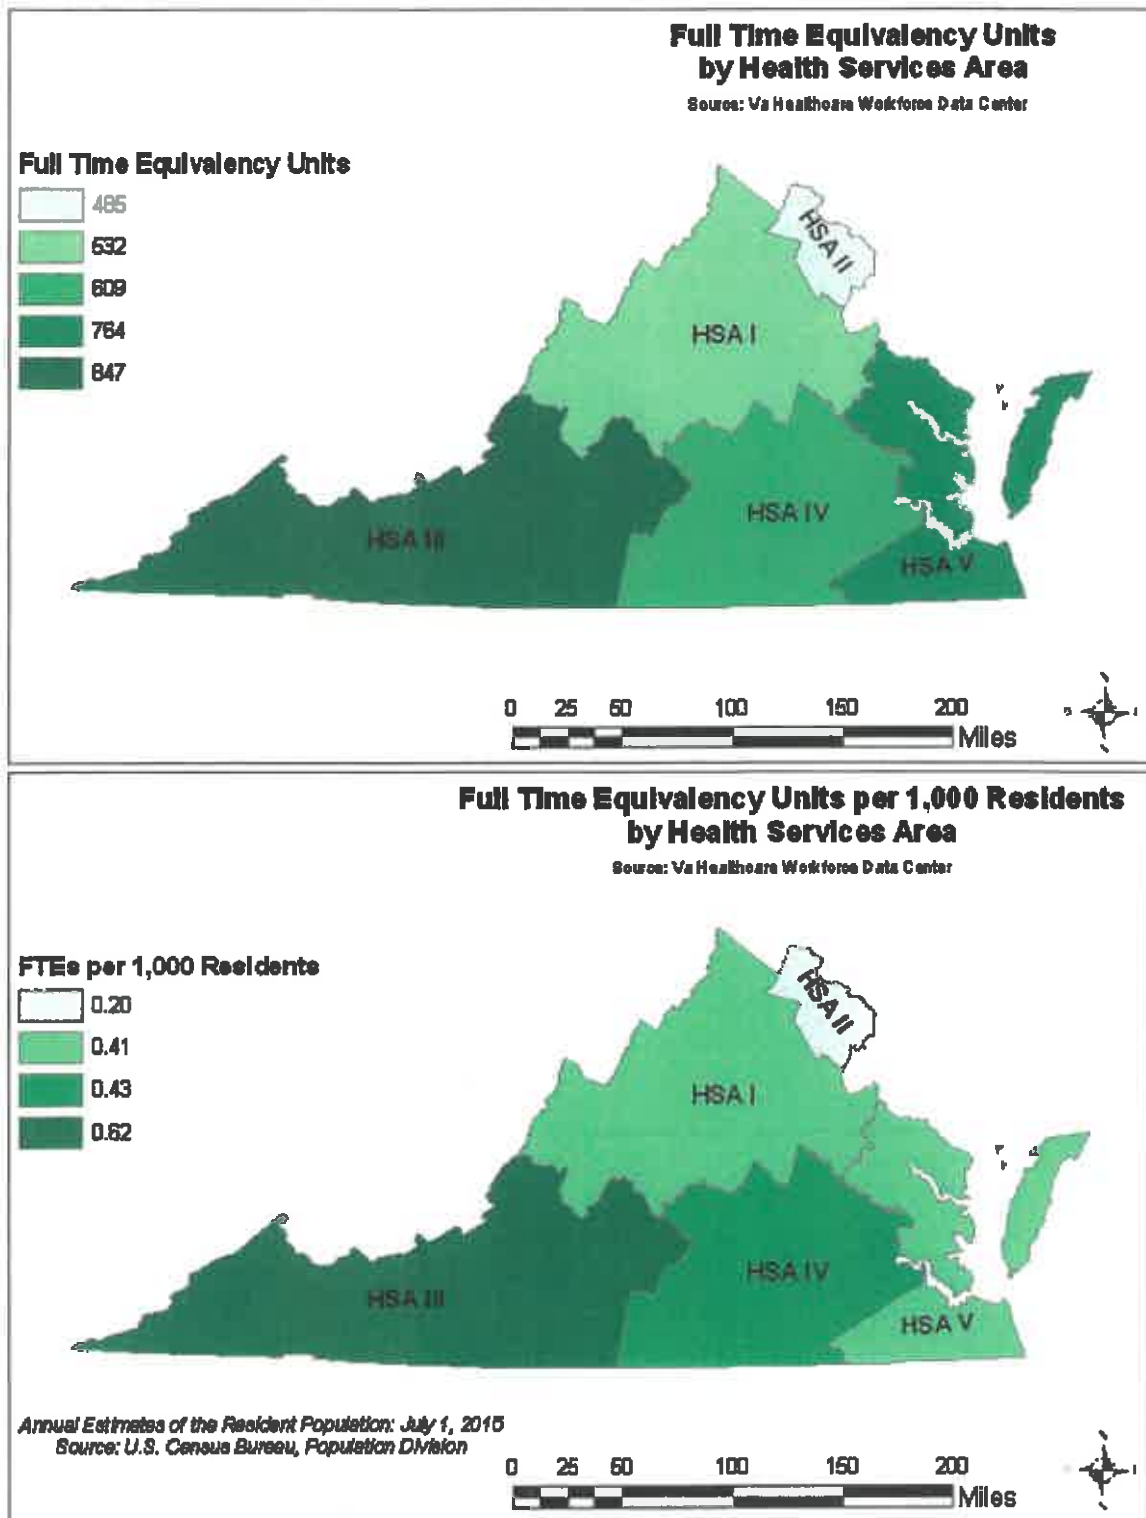 Full Time Equivalency Units
by Health Services Area
Source: Va Healthcare Workforce Data Center
Full Time Equivalency Units
485
532
609
764
847
HSA II
HSA I
HSA IV
HSA III
HSA V
0 25 50 100 150 200
Miles
Full Time Equivalency Units per 1,000 Residents
by Health Services Area
Source: Va Healthcare Workforce Data Center
FTEs per 1,000 Residents
0.20
0.41
0.43
0.62
HSA II
HSA I
HSA IV
HSA III
HSA V
Annual Estimates of the Resident Population: July 1, 2015
Source: U.S. Census Bureau, Population Division
0 25 50 100 150 200
Miles